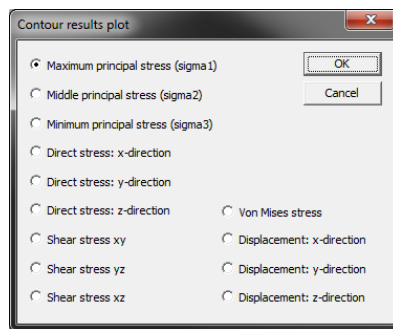 Contour results plot
Maximum principal stress (sigma1)
OK
Middle principal stress (sigma2)
Cancel
Minimum principal stress (sigma3)
Direct stress: x-direction
Direct stress: y-direction
Direct stress: z-direction
Von Mises stress
Shear stress xy
Displacement: x-direction
Shear stress yz
Displacement: y-direction
Shear stress xz
Displacement: z-direction